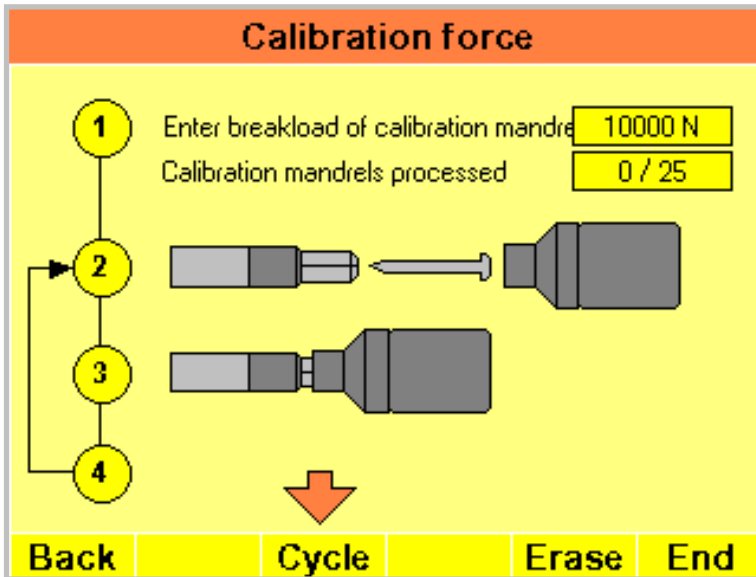 Calibration force
1 Enter breakload of calibration mandre 10000 N
Calibration mandrels processed 0 / 25
2
3
4
Back Cycle Erase End